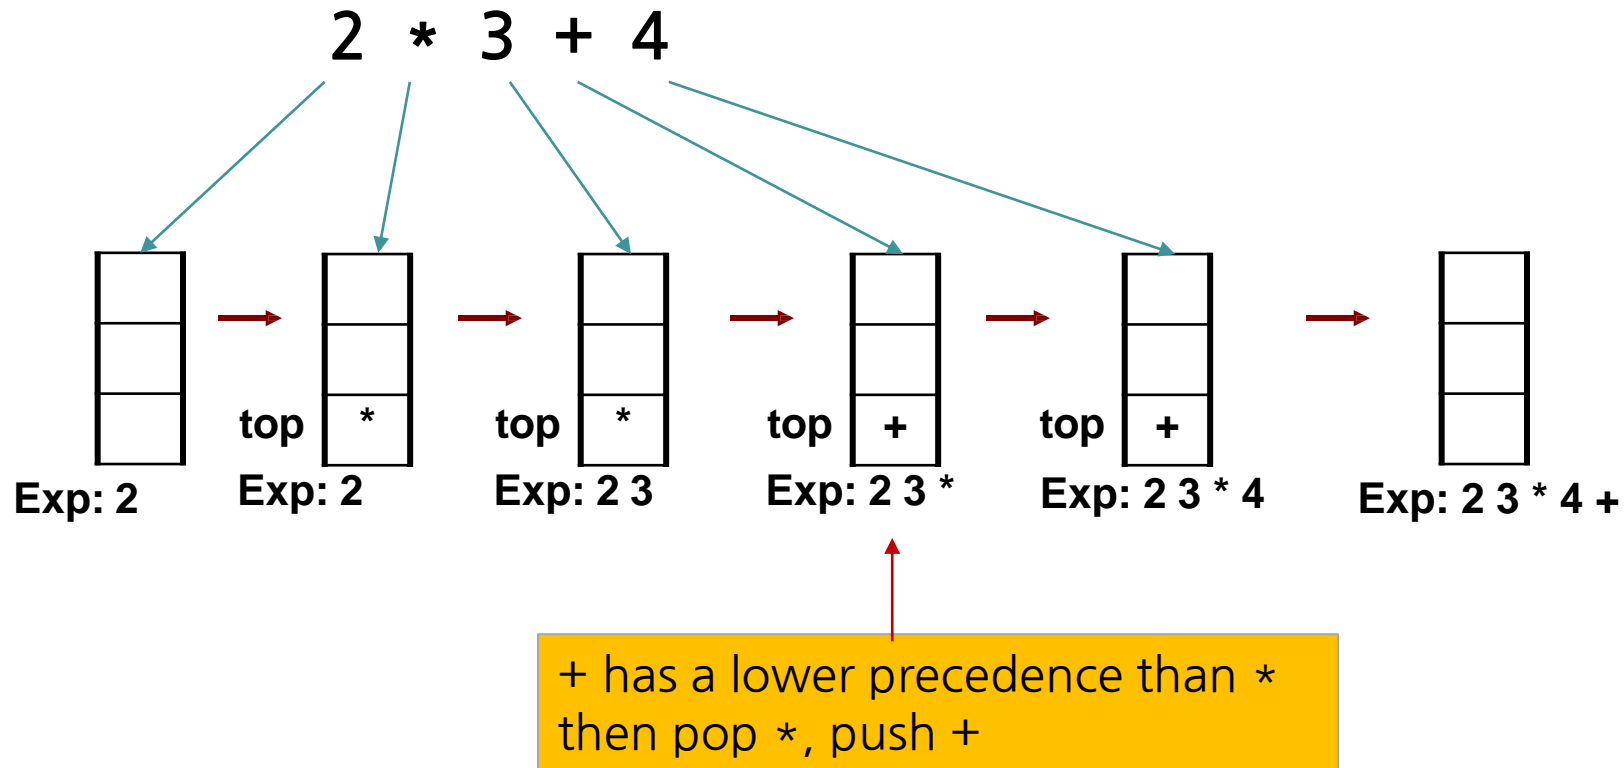 2 * 3 + 4
top * top * top + top +
Exp: 2 Exp: 2 Exp: 2 3 Exp: 2 3 * Exp: 2 3 * 4 Exp: 2 3 * 4 +
+ has a lower precedence than *
then pop *, push +